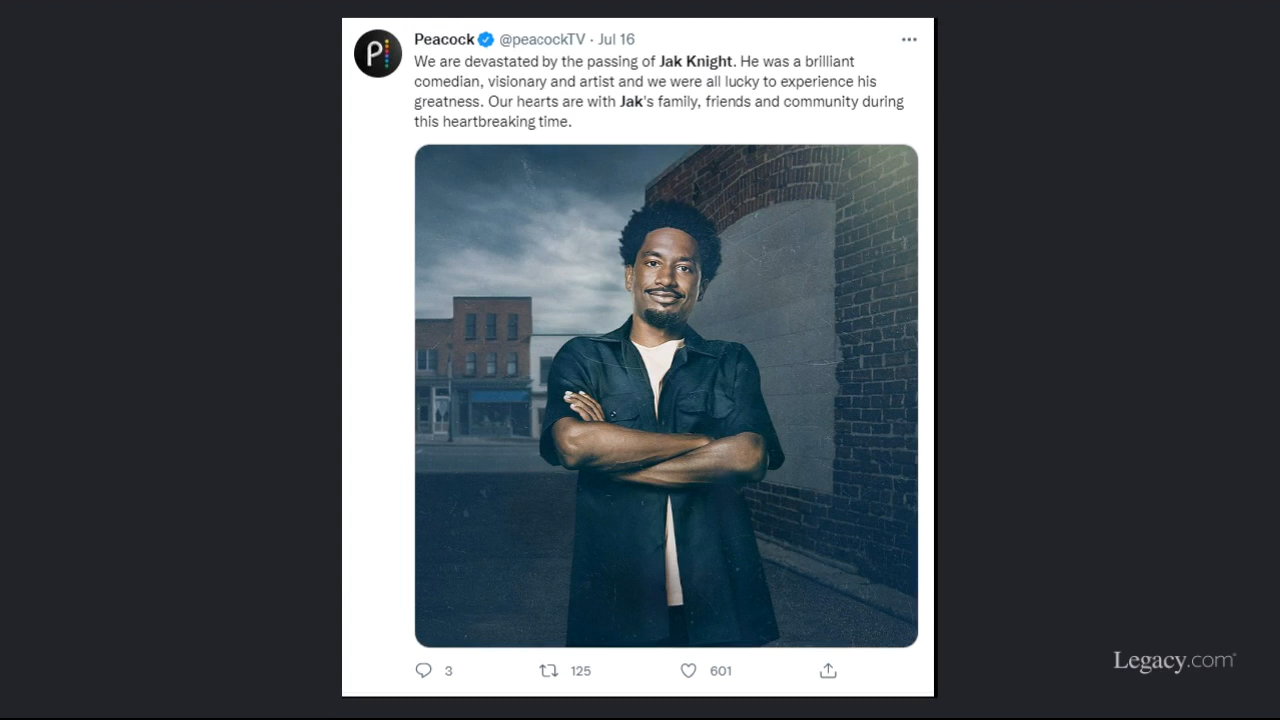 Peacock @peacockTV · Jul 16
We are devastated by the passing of Jak Knight. He was a brilliant
comedian, visionary and artist and we were all lucky to experience his
greatness. Our hearts are with Jak's family, friends and community during
this heartbreaking time.
3 125 601
Legacy.com